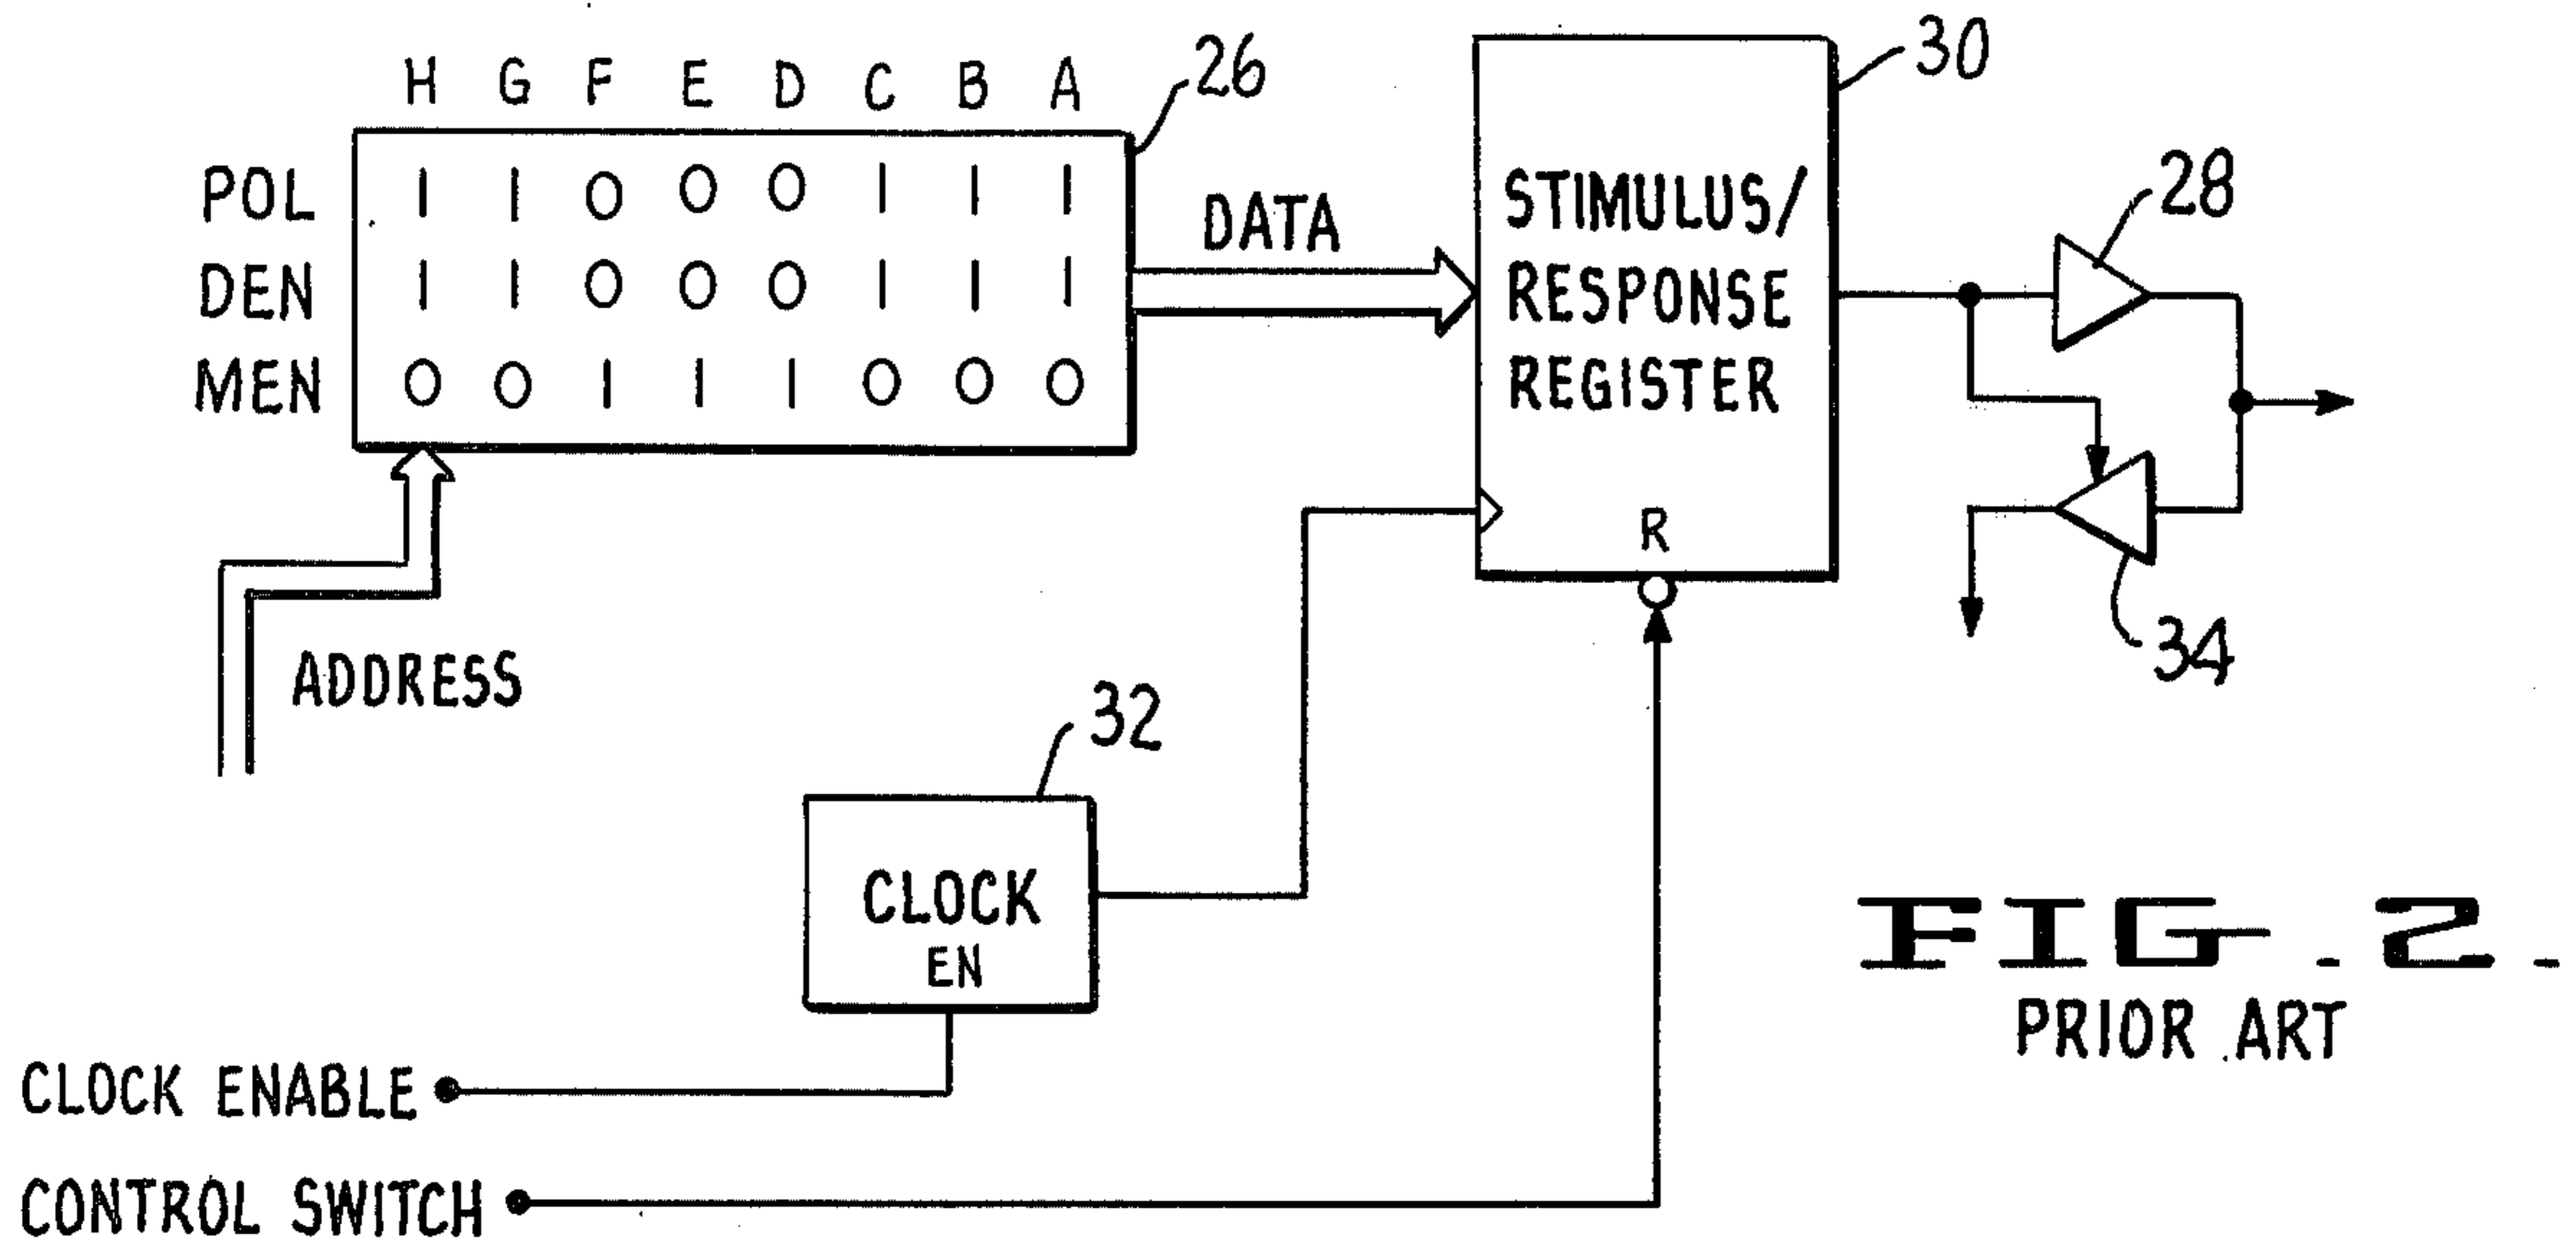 H G F E D C B A
26
30
POL 1 1 0 0 0 1 1 1
DEN 1 1 0 0 0 1 1 1
MEN 0 0 1 1 1 0 0 0
DATA
STIMULUS/
RESPONSE
REGISTER
R
28
34
ADDRESS
32
CLOCK
EN
CLOCK ENABLE
CONTROL SWITCH
FIG.2.
PRIOR ART